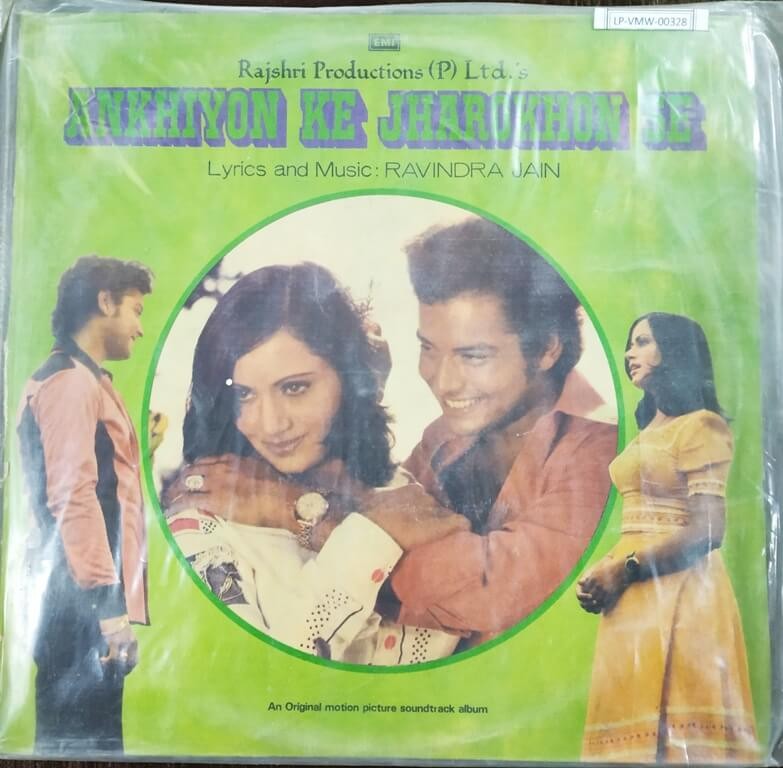 LP-VMW-00328
EMI
Rajshri Productions (P) Ltd.'s
ANKHIYON KE JHAROKHON SE
Lyrics and Music: RAVINDRA JAIN
An Original motion picture soundtrack album